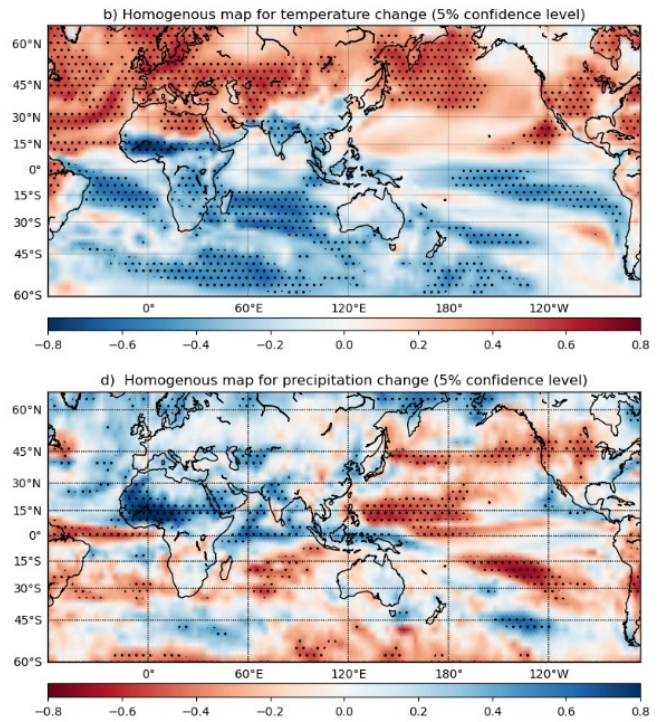 b) Homogenous map for temperature change (5% confidence level)
60°N
45°N
30°N
15°N
0°
15°S
30°S
45°S
60°S
0° 60°E 120°E 180° 120°W
−0.8 −0.6 −0.4 −0.2 0.0 0.2 0.4 0.6 0.8
d) Homogenous map for precipitation change (5% confidence level)
60°N
45°N
30°N
15°N
0°
15°S
30°S
45°S
60°S
0° 60°E 120°E 180° 120°W
−0.8 −0.6 −0.4 −0.2 0.0 0.2 0.4 0.6 0.8